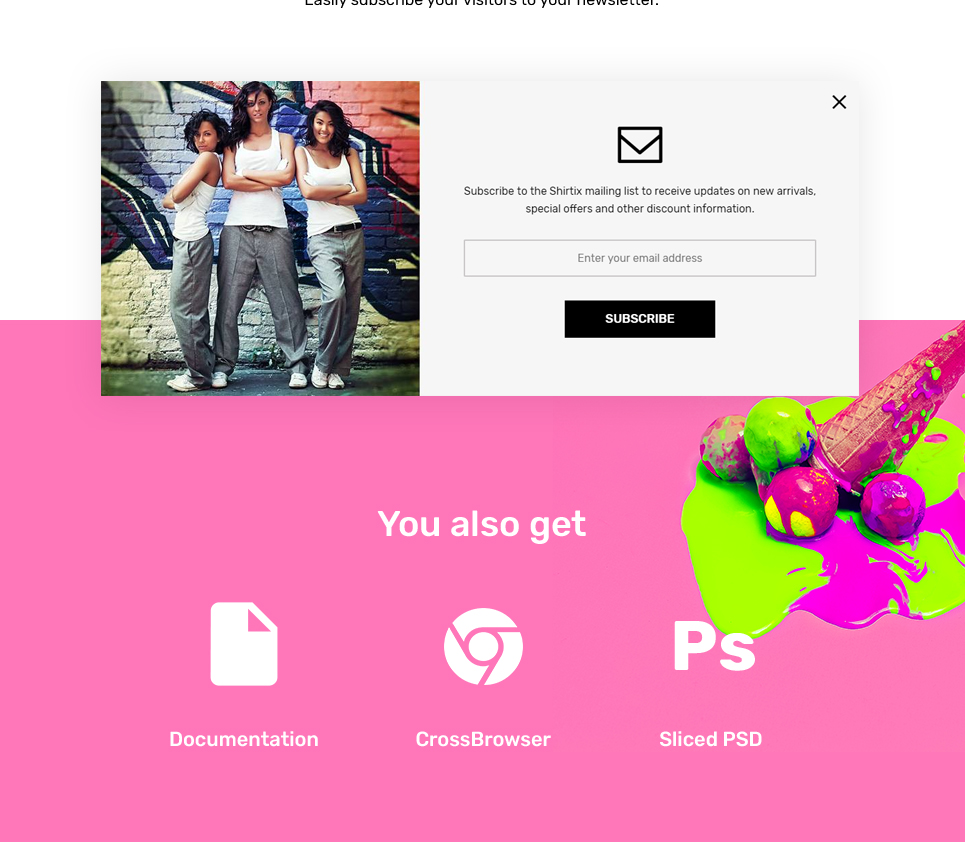 Easily subscribe your visitors to your newsletter.
Subscribe to the Shirtix mailing list to receive updates on new arrivals,
special offers and other discount information.
Enter your email address
SUBSCRIBE
You also get
Ps
Documentation
CrossBrowser
Sliced PSD